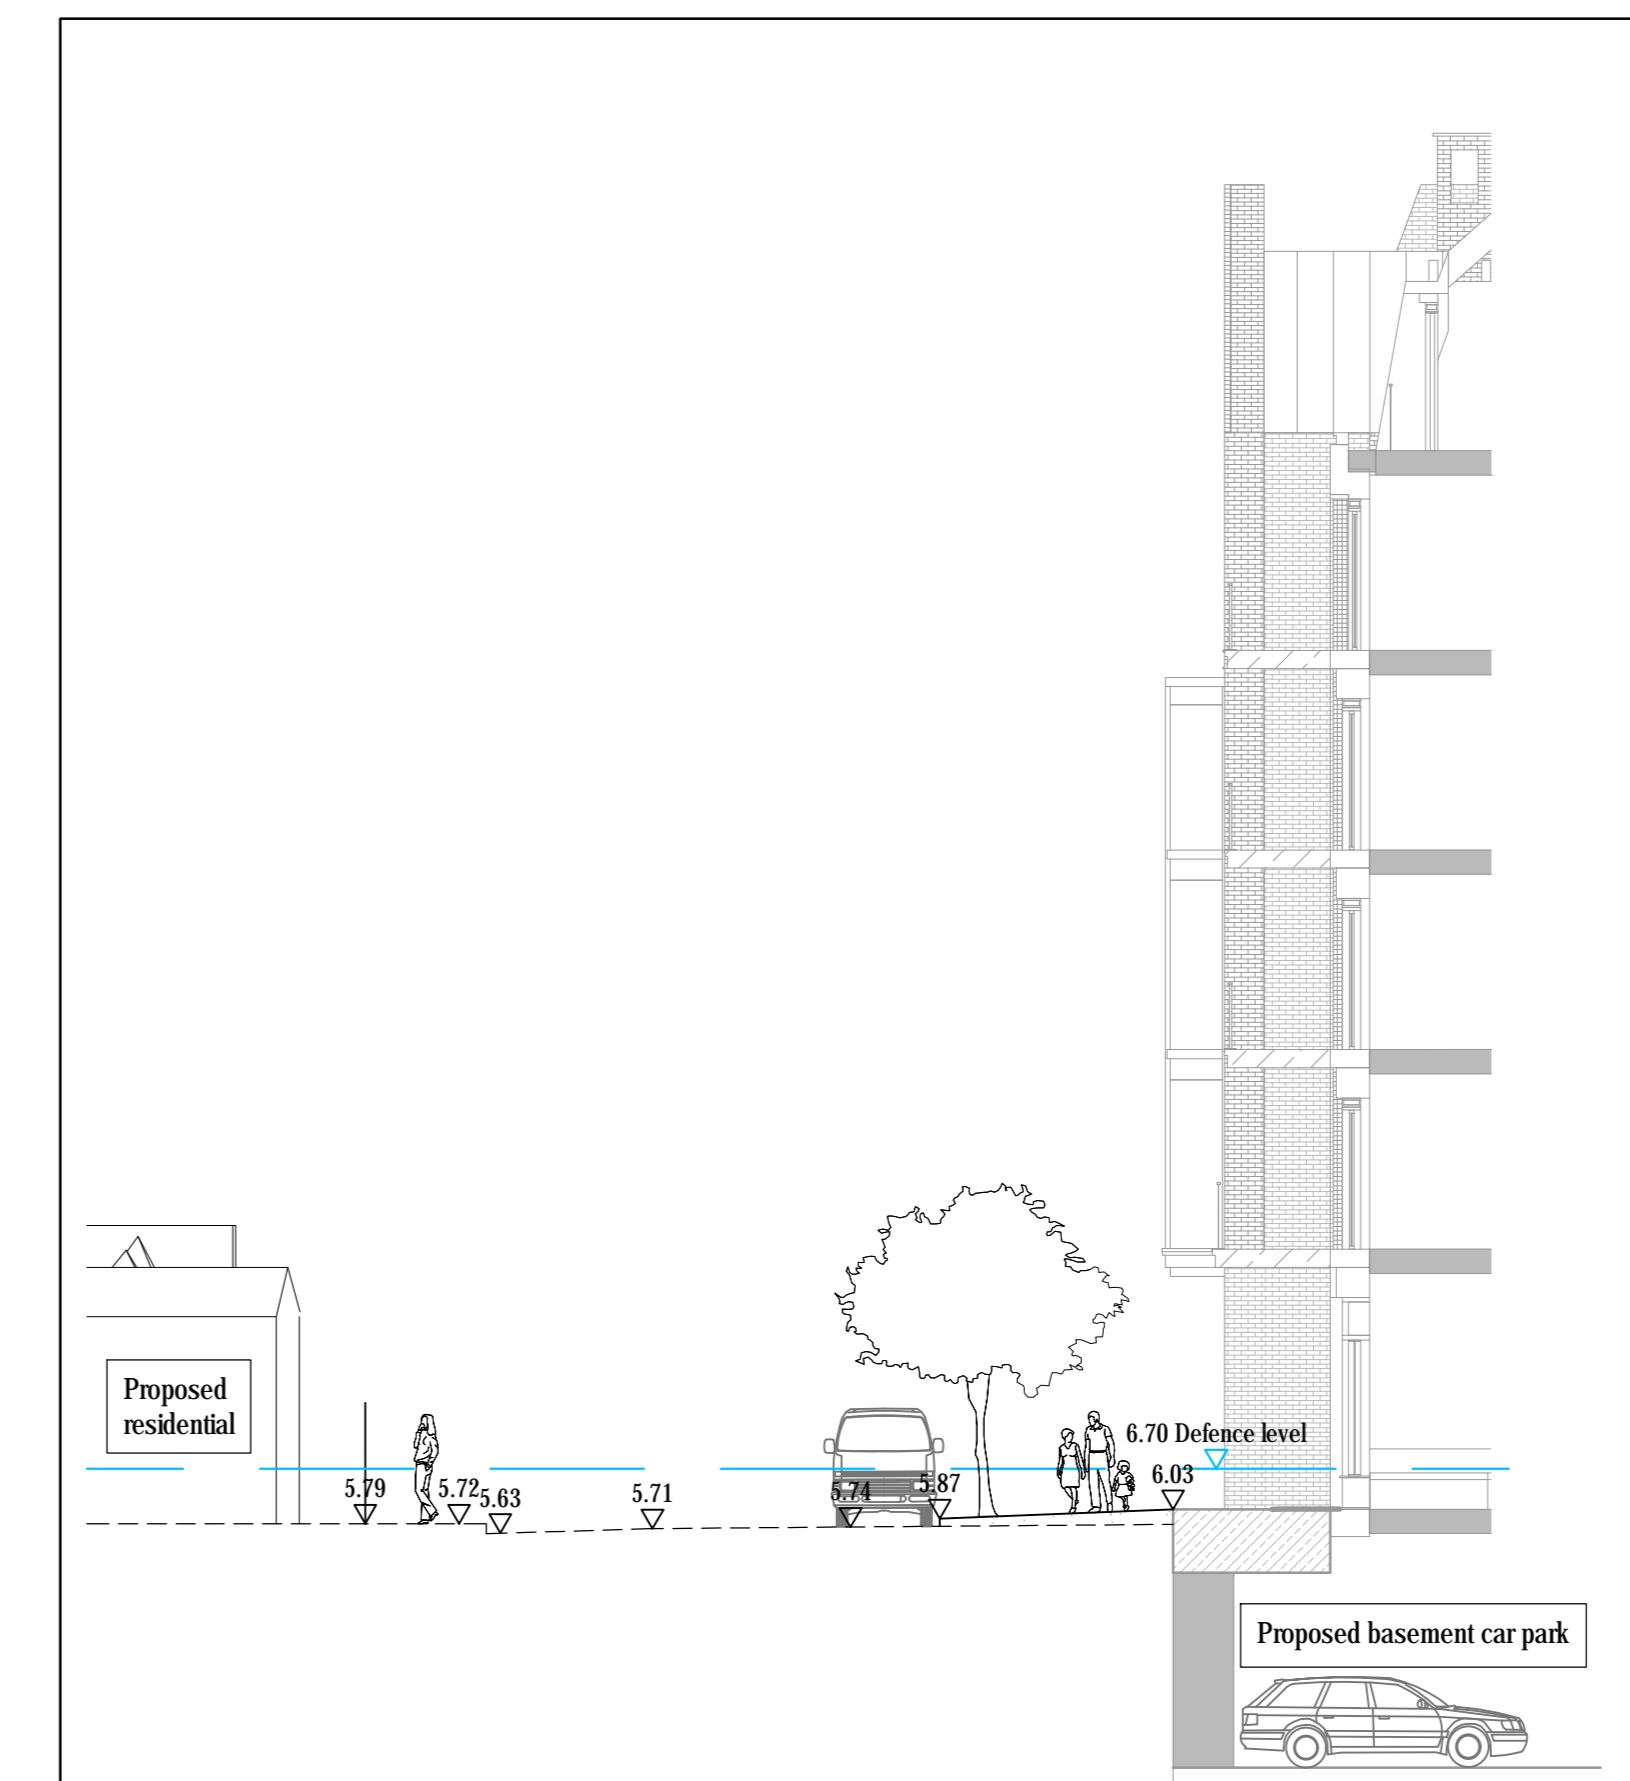 Proposed
residential
6.70 Defence level
5.79
5.72
5.63
5.71
5.74
5.87
6.03
Proposed basement car park